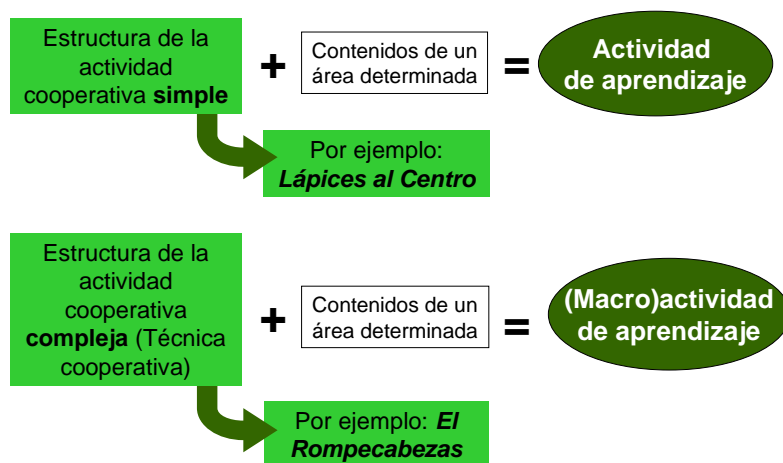 Estructura de la
actividad
cooperativa simple
+
Contenidos de un
área determinada
=
Actividad
de aprendizaje
Por ejemplo:
Lápices al Centro
Estructura de la
actividad
cooperativa
compleja (Técnica
cooperativa)
+
Contenidos de un
área determinada
=
(Macro)actividad
de aprendizaje
Por ejemplo: El
Rompecabezas